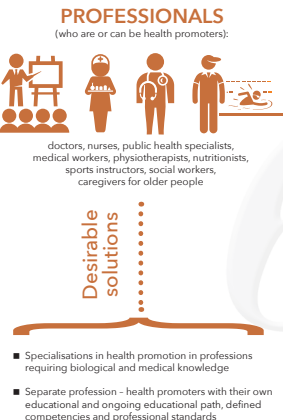 PROFESSIONALS
(who are or can be health promoters):
doctors, nurses, public health specialists,
medical workers, physiotherapists, nutritionists,
sports instructors, social workers,
caregivers for older people
Desirable
solutions
■ Specialisations in health promotion in professions
requiring biological and medical knowledge
■ Separate profession – health promoters with their own
educational and ongoing educational path, defined
competencies and professional standards